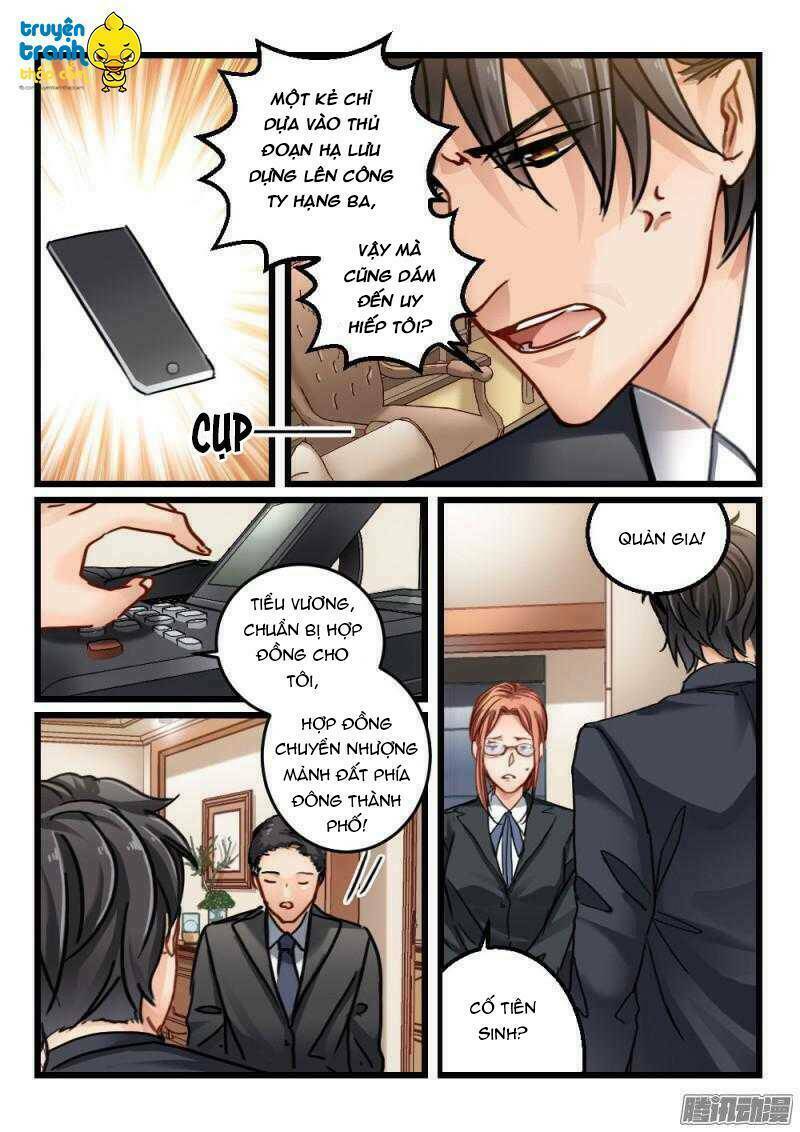 truyện
tranh
thập cẩm
MỘT KẺ CHỈ
DỰA VÀO THỦ
ĐOẠN HẠ LƯU
DỰNG LÊN CÔNG
TY HẠNG BA,
VẬY MÀ
CŨNG DÁM
ĐẾN UY
HIẾP TÔI?
CỤP
TIỂU VƯƠNG,
CHUẨN BỊ HỢP
ĐỒNG CHO
TÔI,
HỢP ĐỒNG
CHUYỂN NHƯỢNG
MẢNH ĐẤT PHÍA
ĐÔNG THÀNH
PHỐ!
QUẢN GIA!
CỐ TIÊN
SINH?
腾讯动漫